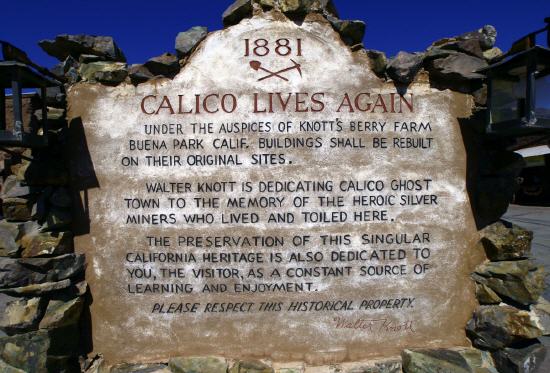 1881
CALICO LIVES AGAIN
UNDER THE AUSPICES OF KNOTT'S BERRY FARM
BUENA PARK CALIF. BUILDINGS SHALL BE REBUILT
ON THEIR ORIGINAL SITES.
WALTER KNOTT IS DEDICATING CALICO GHOST
TOWN TO THE MEMORY OF THE HEROIC SILVER
MINERS WHO LIVED AND TOILED HERE.
THE PRESERVATION OF THIS SINGULAR
CALIFORNIA HERITAGE IS ALSO DEDICATED TO
YOU, THE VISITOR, AS A CONSTANT SOURCE OF
LEARNING AND ENJOYMENT.
PLEASE RESPECT THIS HISTORICAL PROPERTY.
Walter Knott